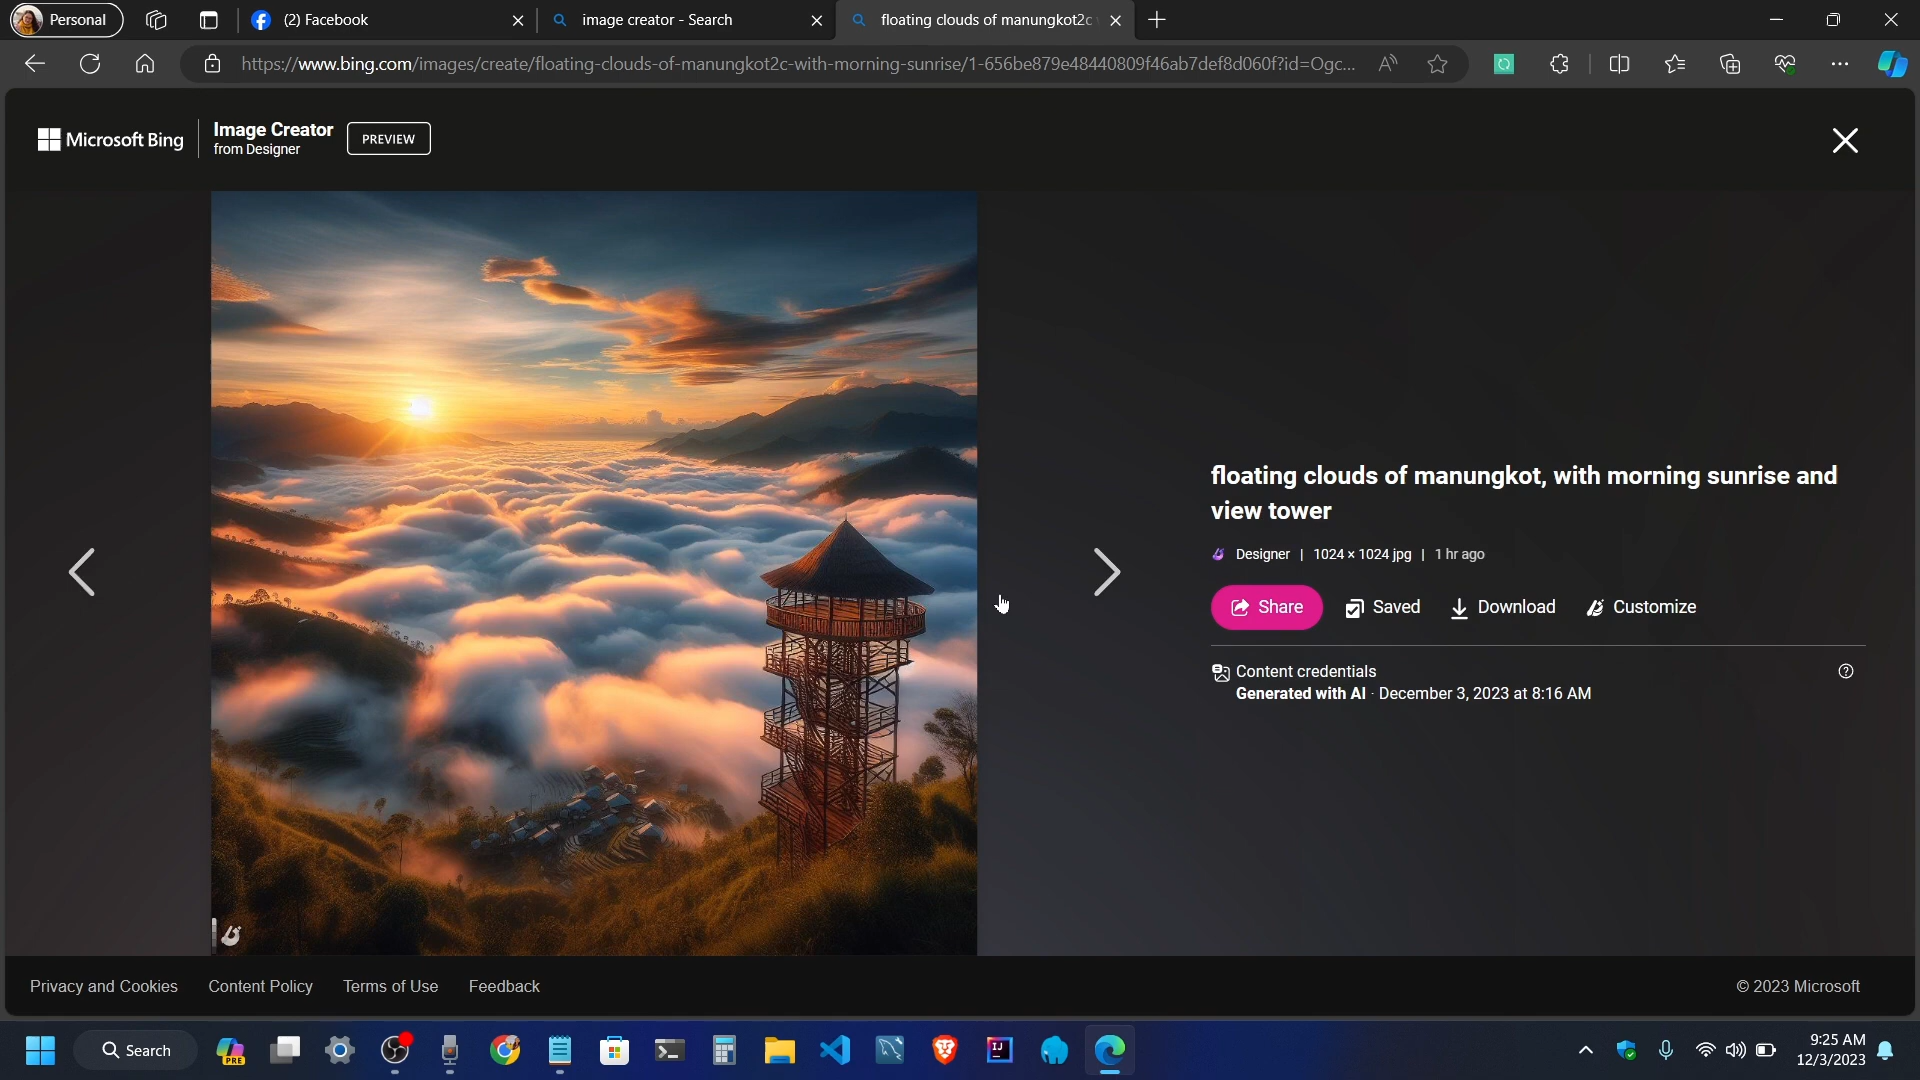 Personal
(2) Facebook
image creator - Search
floating clouds of manungkot2c
https://www.bing.com/images/create/floating-clouds-of-manungkot2c-with-morning-sunrise/1-656be879e48440809f46ab7def8d060f?id=Ogc...
Microsoft Bing
Image Creator
from Designer
PREVIEW
floating clouds of manungkot, with morning sunrise and
view tower
Designer | 1024 × 1024 jpg | 1 hr ago
Share
Saved
Download
Customize
Content credentials
Generated with AI · December 3, 2023 at 8:16 AM
Privacy and Cookies
Content Policy
Terms of Use
Feedback
© 2023 Microsoft
Search
PRE
IJ
9:25 AM
12/3/2023